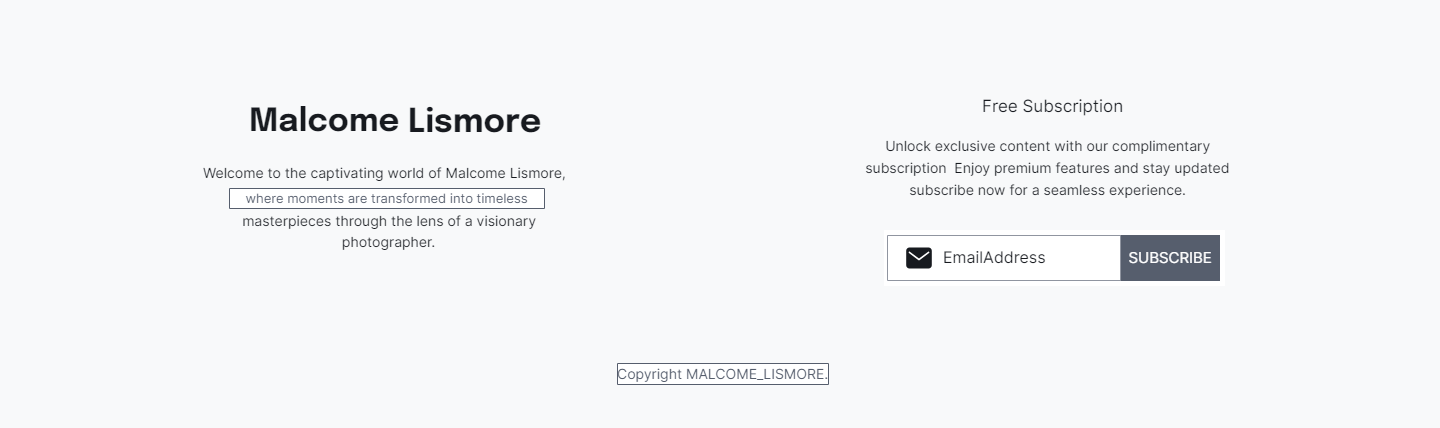 Malcome Lismore
Welcome to the captivating world of Malcome Lismore,
where moments are transformed into timeless
masterpieces through the lens of a visionary
photographer.
Free Subscription
Unlock exclusive content with our complimentary
subscription  Enjoy premium features and stay updated
subscribe now for a seamless experience.
EmailAddress
SUBSCRIBE
Copyright MALCOME_LISMORE.